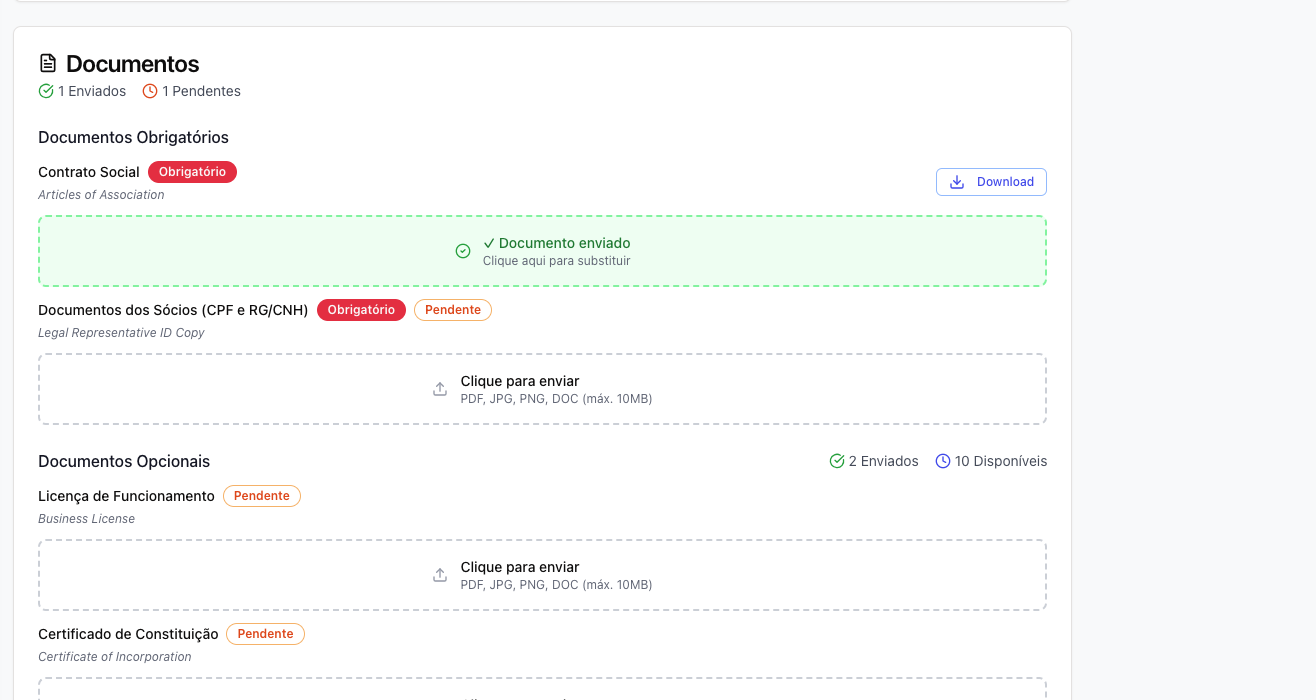 Documentos
1 Enviados 1 Pendentes
Documentos Obrigatórios
Contrato Social Obrigatório
Articles of Association
Download
✓ Documento enviado
Clique aqui para substituir
Documentos dos Sócios (CPF e RG/CNH) Obrigatório Pendente
Legal Representative ID Copy
Clique para enviar
PDF, JPG, PNG, DOC (máx. 10MB)
Documentos Opcionais 2 Enviados 10 Disponíveis
Licença de Funcionamento Pendente
Business License
Clique para enviar
PDF, JPG, PNG, DOC (máx. 10MB)
Certificado de Constituição Pendente
Certificate of Incorporation